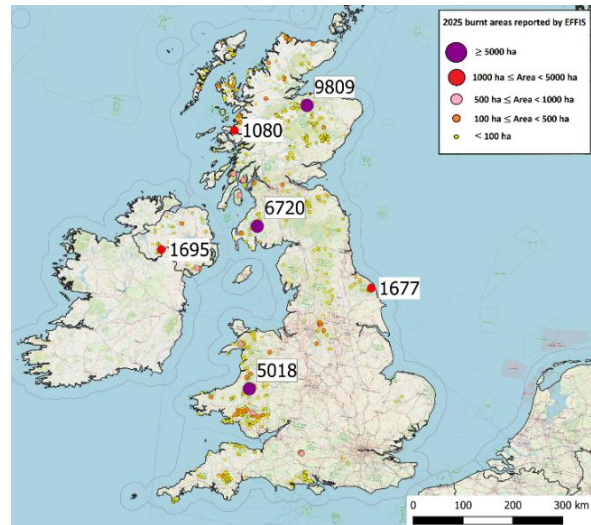 2025 burnt areas reported by EFFIS
≥ 5000 ha
1000 ha ≤ Area < 5000 ha
500 ha ≤ Area < 1000 ha
100 ha ≤ Area < 500 ha
< 100 ha
9809
1080
6720
1695
1677
5018
0 100 200 300 km